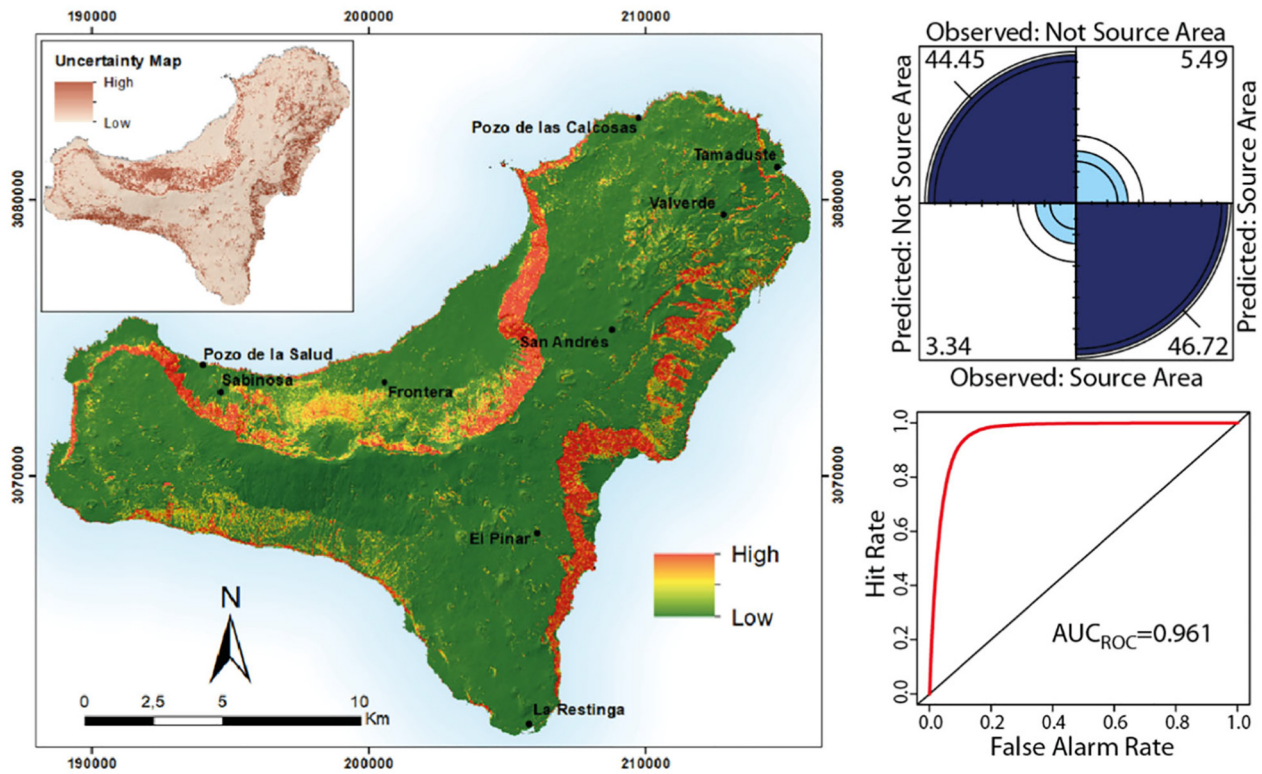 190000
200000
210000
Uncertainty Map
High
Low
3080000
3070000
Pozo de las Calcosas
Tamaduste
Valverde
San Andrés
Pozo de la Salud
Sabinosa
Frontera
El Pinar
La Restinga
High
Low
N
0
2,5
5
10
Km
3080000
3070000
190000
200000
210000
Observed: Not Source Area
44.45
5.49
Predicted: Not Source Area
Predicted: Source Area
3.34
46.72
Observed: Source Area
Hit Rate
1.0
0.8
0.6
0.4
0.2
0.0
AUCROC=0.961
0.0
0.2
0.4
0.6
0.8
1.0
False Alarm Rate